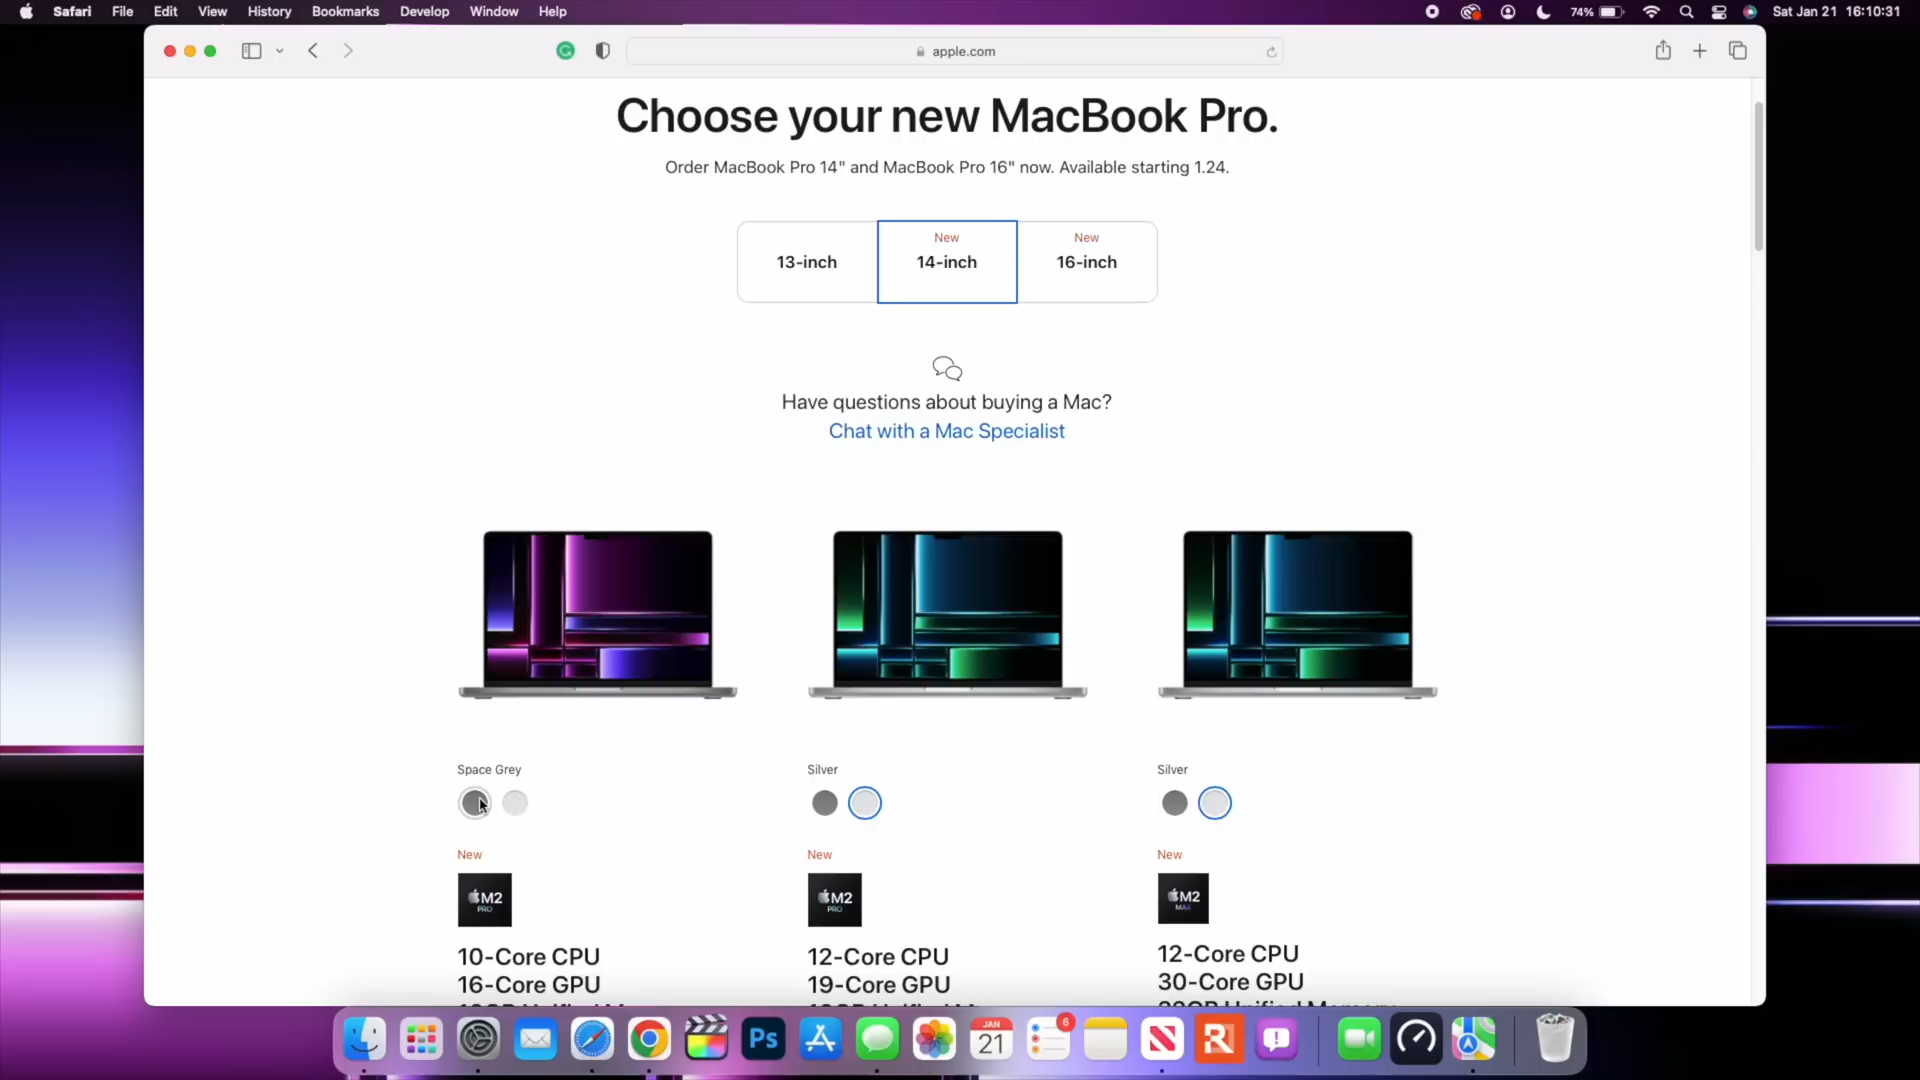 Safari File Edit View History Bookmarks Develop Window Help 74% Sat Jan 21 16:10:31
apple.com
Choose your new MacBook Pro.
Order MacBook Pro 14" and MacBook Pro 16" now. Available starting 1.24.
13-inch
New
14-inch
New
16-inch
Have questions about buying a Mac?
Chat with a Mac Specialist
Space Grey
Silver
Silver
New
New
New
M2
PRO
M2
PRO
M2
MAX
10-Core CPU
16-Core GPU
12-Core CPU
19-Core GPU
12-Core CPU
30-Core GPU
Ps
JAN
21
6